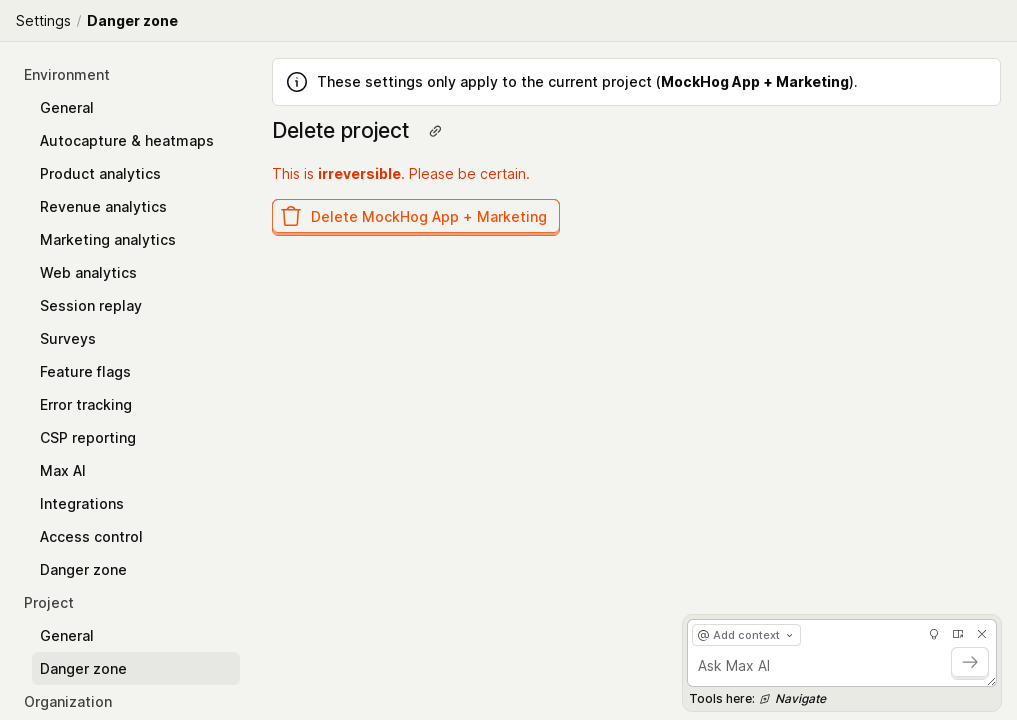 Settings / Danger zone
Environment
General
Autocapture & heatmaps
Product analytics
Revenue analytics
Marketing analytics
Web analytics
Session replay
Surveys
Feature flags
Error tracking
CSP reporting
Max AI
Integrations
Access control
Danger zone
Project
General
Danger zone
Organization
These settings only apply to the current project (MockHog App + Marketing).
Delete project
This is irreversible. Please be certain.
Delete MockHog App + Marketing
@ Add context
Ask Max AI
Tools here: Navigate